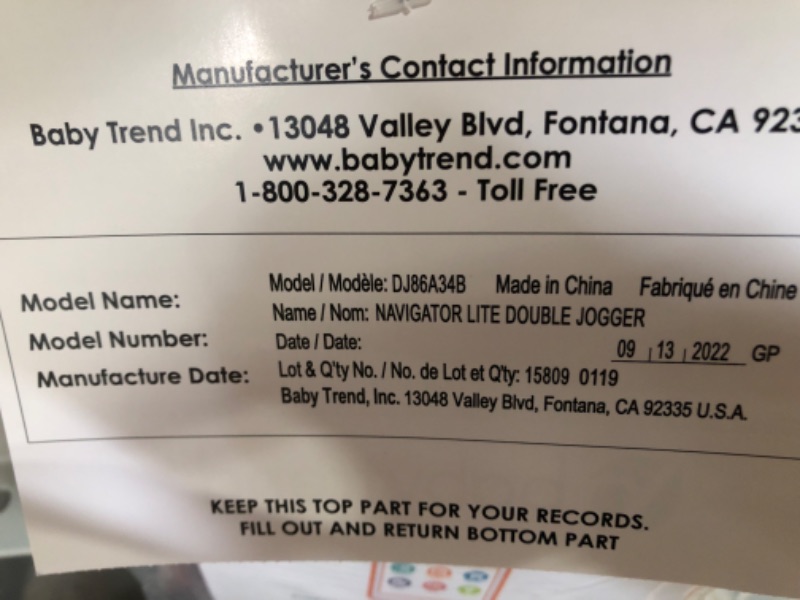 Manufacturer's Contact Information
Baby Trend Inc. • 13048 Valley Blvd, Fontana, CA
www.babytrend.com
1-800-328-7363 - Toll Free
Model / Modèle: DJ86A34B Made in China Fabriqué en Chine
Model Name:
Name / Nom: NAVIGATOR LITE DOUBLE JOGGER
Model Number:
Date / Date: 09 | 13 | 2022 GP
Manufacture Date:
Lot & Q'ty No. / No. de Lot et Q'ty: 15809 0119
Baby Trend, Inc. 13048 Valley Blvd, Fontana, CA 92335 U.S.A.
KEEP THIS TOP PART FOR YOUR RECORDS.
FILL OUT AND RETURN BOTTOM PART